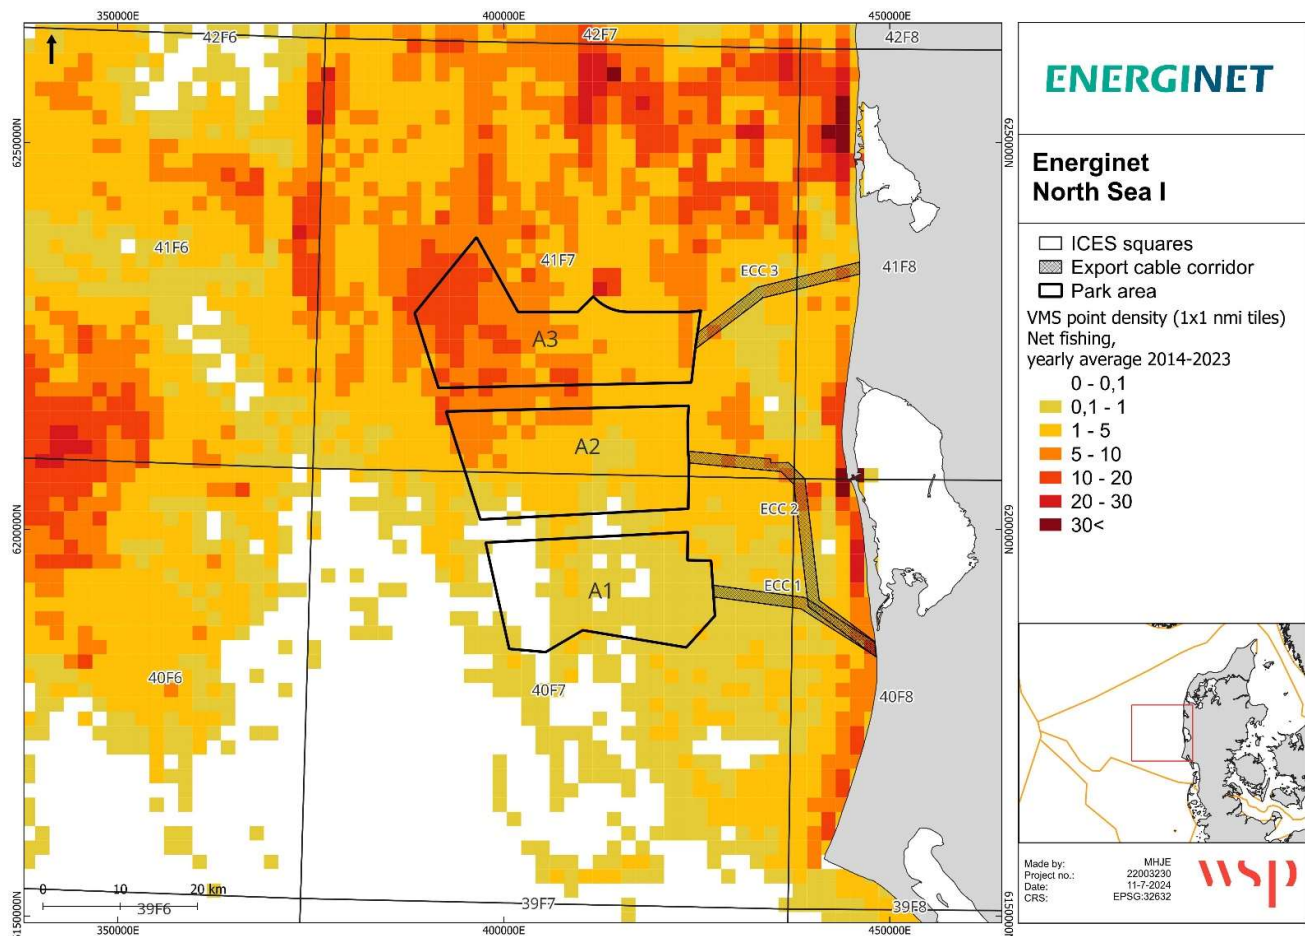 350000E
400000E
450000E
42F6
42F7
42F8
6250000N
6250000N
41F6
41F7
ECC 3
41F8
A3
A2
6200000N
ECC 2
6200000N
A1
ECC 1
40F6
40F7
40F8
0 10 20 km
39F6
39F7
39F8
6150000N
6150000N
350000E
400000E
450000E
ENERGINET
Energinet
North Sea I
ICES squares
Export cable corridor
Park area
VMS point density (1x1 nmi tiles)
Net fishing,
yearly average 2014-2023
0 - 0,1
0,1 - 1
1 - 5
5 - 10
10 - 20
20 - 30
30<
Made by: MHJE
Project no.: 22003230
Date: 11-7-2024
CRS: EPSG:32632
wsp